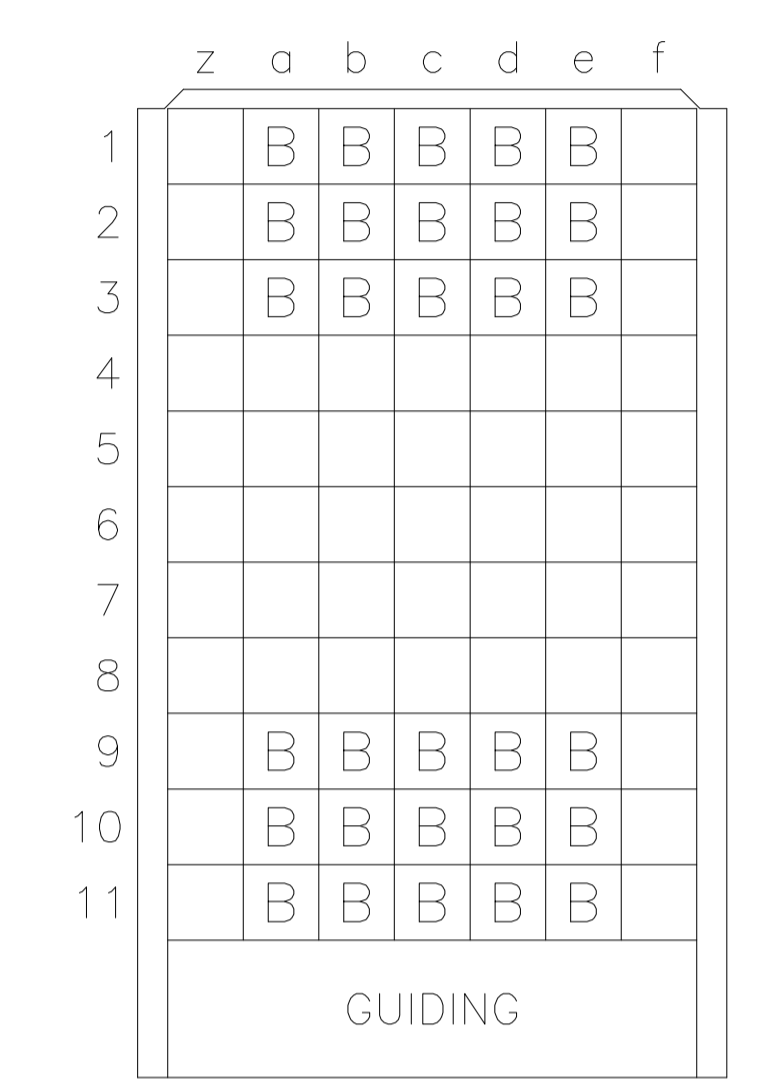 z a b c d e f
1 B B B B B
2 B B B B B
3 B B B B B
4
5
6
7
8
9 B B B B B
10 B B B B B
11 B B B B B
GUIDING